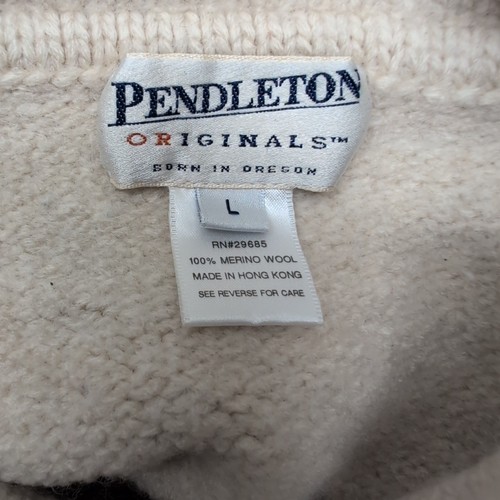 PENDLETON
ORIGINALS™
BORN IN OREGON
L
RN#29685
100% MERINO WOOL
MADE IN HONG KONG
SEE REVERSE FOR CARE